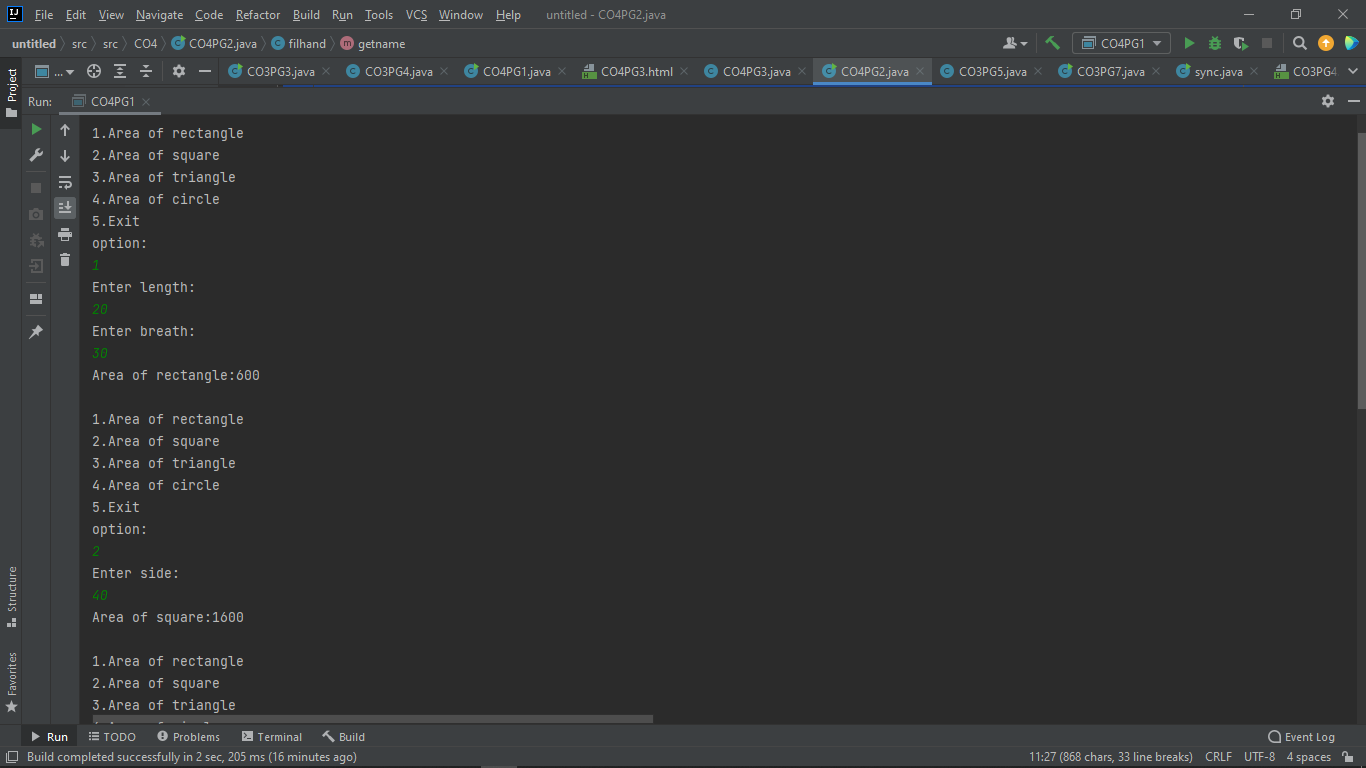 File Edit View Navigate Code Refactor Build Run Tools VCS Window Help untitled - CO4PG2.java
untitled src src CO4 CO4PG2.java filhand getname CO4PG1
... CO3PG3.java CO3PG4.java CO4PG1.java CO4PG3.html CO4PG3.java CO4PG2.java CO3PG5.java CO3PG7.java sync.java CO3PG4
Project
Run: CO4PG1
1.Area of rectangle
2.Area of square
3.Area of triangle
4.Area of circle
5.Exit
option:
1
Enter length:
20
Enter breath:
30
Area of rectangle:600
1.Area of rectangle
2.Area of square
3.Area of triangle
4.Area of circle
5.Exit
option:
2
Enter side:
40
Area of square:1600
1.Area of rectangle
2.Area of square
3.Area of triangle
Structure
Favorites
Run TODO Problems Terminal Build Event Log
Build completed successfully in 2 sec, 205 ms (16 minutes ago) 11:27 (868 chars, 33 line breaks) CRLF UTF-8 4 spaces